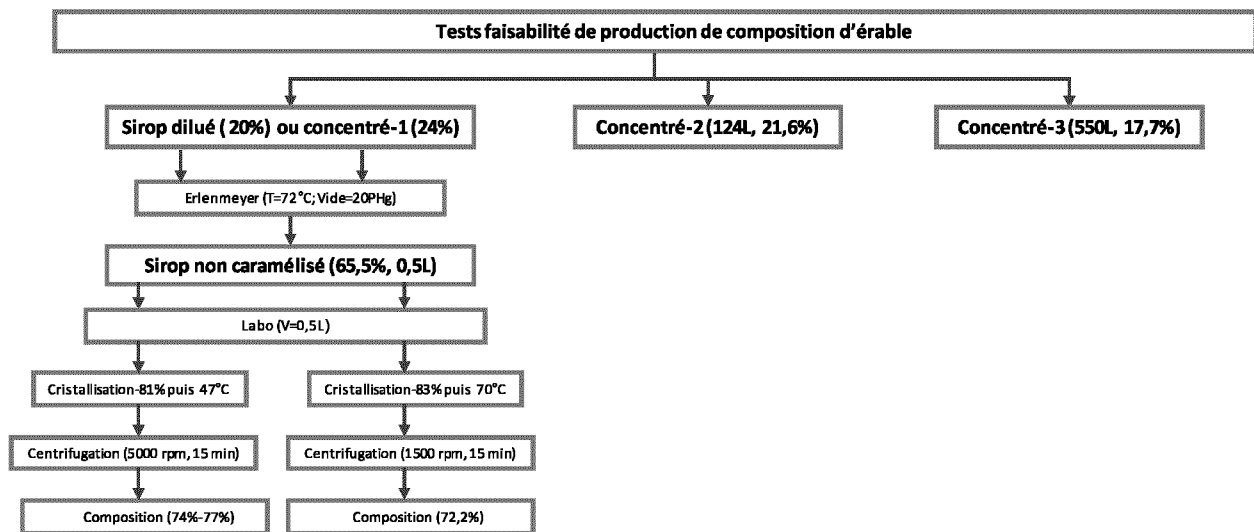 Tests faisabilité de production de composition d'érable
Sirop dilué ( 20%) ou concentré-1 (24%)
Concentré-2 (124L, 21,6%)
Concentré-3 (550L, 17,7%)
Erlenmeyer (T=72°C; Vide=20PHg)
Sirop non caramélisé (65,5%, 0,5L)
Labo (V=0,5L)
Cristallisation-81% puis 47°C
Cristallisation-83% puis 70°C
Centrifugation (5000 rpm, 15 min)
Centrifugation (1500 rpm, 15 min)
Composition (74%-77%)
Composition (72,2%)